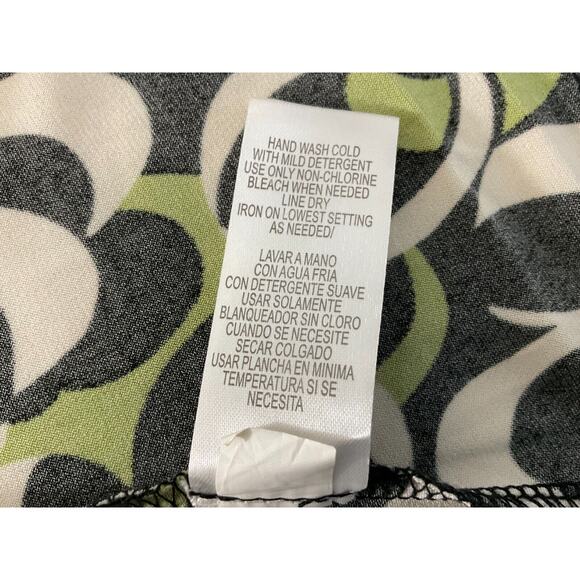 HAND WASH COLD
WITH MILD DETERGENT
USE ONLY NON-CHLORINE
BLEACH WHEN NEEDED
LINE DRY
IRON ON LOWEST SETTING
AS NEEDED/
LAVAR A MANO
CON AGUA FRIA
CON DETERGENTE SUAVE
USAR SOLAMENTE
BLANQUEADOR SIN CLORO
CUANDO SE NECESITE
SECAR COLGADO
USAR PLANCHA EN MINIMA
TEMPERATURA SI SE
NECESITA